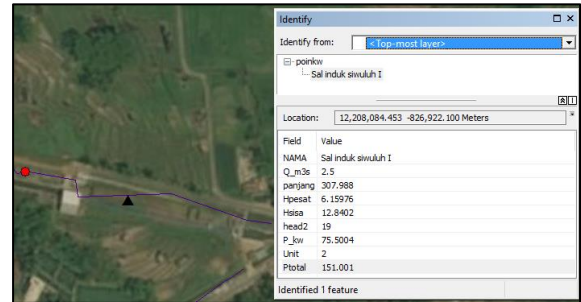 Identify
Identify from: <Top-most layer>
poinkw
Sal induk siwuluh I
Location: 12,208,084.453 -826,922.100 Meters
Field Value
NAMA Sal induk siwuluh I
Q_m3s 2.5
panjang 307.988
Hpesat 6.15976
Hsisa 12.8402
head2 19
P_kw 75.5004
Unit 2
Ptotal 151.001
Identified 1 feature